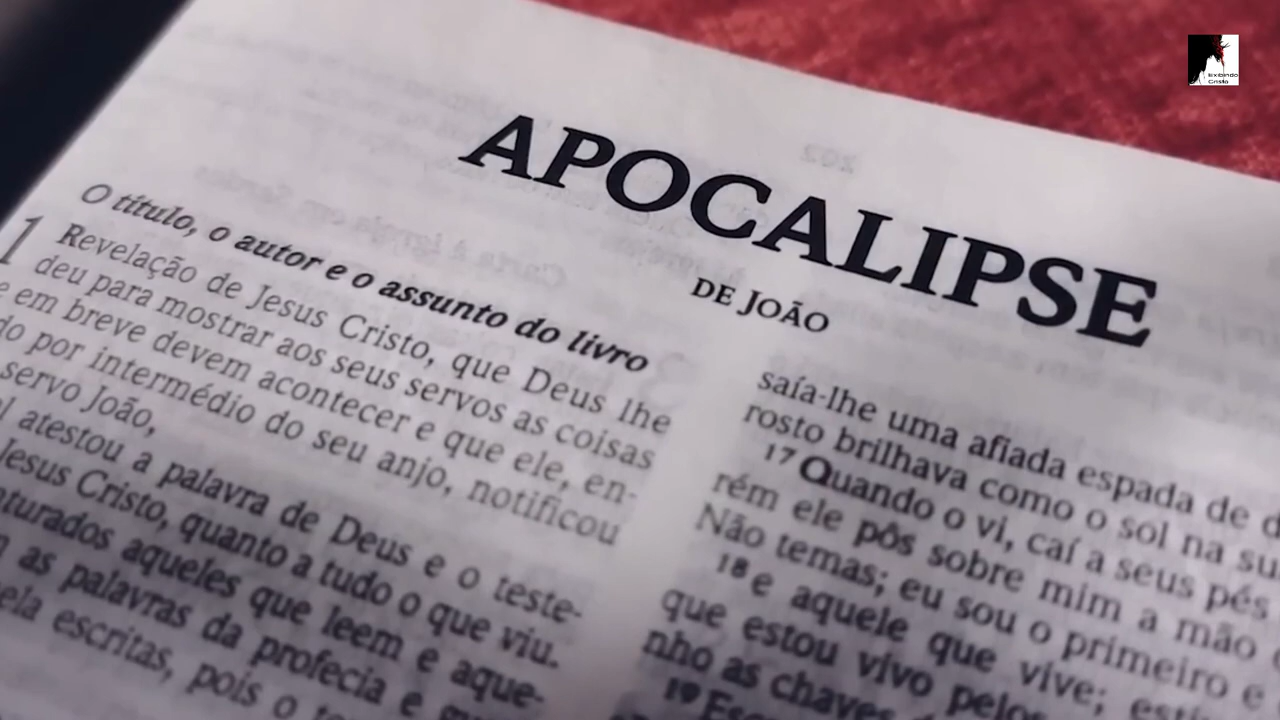 Exibindo
Cristo
APOCALIPSE
DE JOÃO
O título, o autor e o assunto do livro
1 Revelação de Jesus Cristo, que Deus lhe
deu para mostrar aos seus servos as coisas
e em breve devem acontecer e que ele, en-
do por intermédio do seu anjo, notificou
servo João,
l atestou a palavra de Deus e o teste-
Jesus Cristo, quanto a tudo o que viu.
nturados aqueles que leem e aque-
as palavras da profecia e
ela escritas, pois o
saía-lhe uma afiada espada de
rosto brilhava como o sol na su
17 Quando o vi, caí a seus pés
rém ele pôs sobre mim a mão
Não temas; eu sou o primeiro e
18 e aquele que vive;
que estou vivo pelos
nho as chaves
19